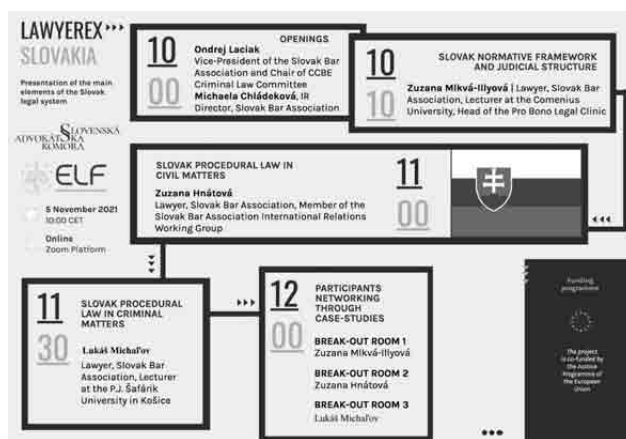 LAWYEREX
SLOVAKIA
Presentation of the main
elements of the Slovak
legal system
SLOVENSKÁ
ADVOKÁTSKA
KOMORA
ELF
5 November 2021
10:00 CET
Online
Zoom Platform
10
00
OPENINGS
Ondrej Laciak
Vice-President of the Slovak Bar
Association and Chair of CCBE
Criminal Law Committee
Michaela Chládeková, IR
Director, Slovak Bar Association
10
10
SLOVAK NORMATIVE FRAMEWORK
AND JUDICIAL STRUCTURE
Zuzana Mlkvá-Illyová | Lawyer, Slovak Bar
Association, Lecturer at the Comenius
University, Head of the Pro Bono Legal Clinic
SLOVAK PROCEDURAL LAW IN
CIVIL MATTERS
Zuzana Hnátová
Lawyer, Slovak Bar Association, Member of the
Slovak Bar Association International Relations
Working Group
11
00
11
30
SLOVAK PROCEDURAL
LAW IN CRIMINAL
MATTERS
Lukáš Michaľov
Lawyer, Slovak Bar
Association, Lecturer
at the P.J. Šafárik
University in Košice
12
00
PARTICIPANTS
NETWORKING
THROUGH
CASE-STUDIES
BREAK-OUT ROOM 1
Zuzana Mlkvá-Illyová
BREAK-OUT ROOM 2
Zuzana Hnátová
BREAK-OUT ROOM 3
Lukáš Michaľov
Funding
programme
The project
is co-funded by
the Justice
Programme of
the European
Union